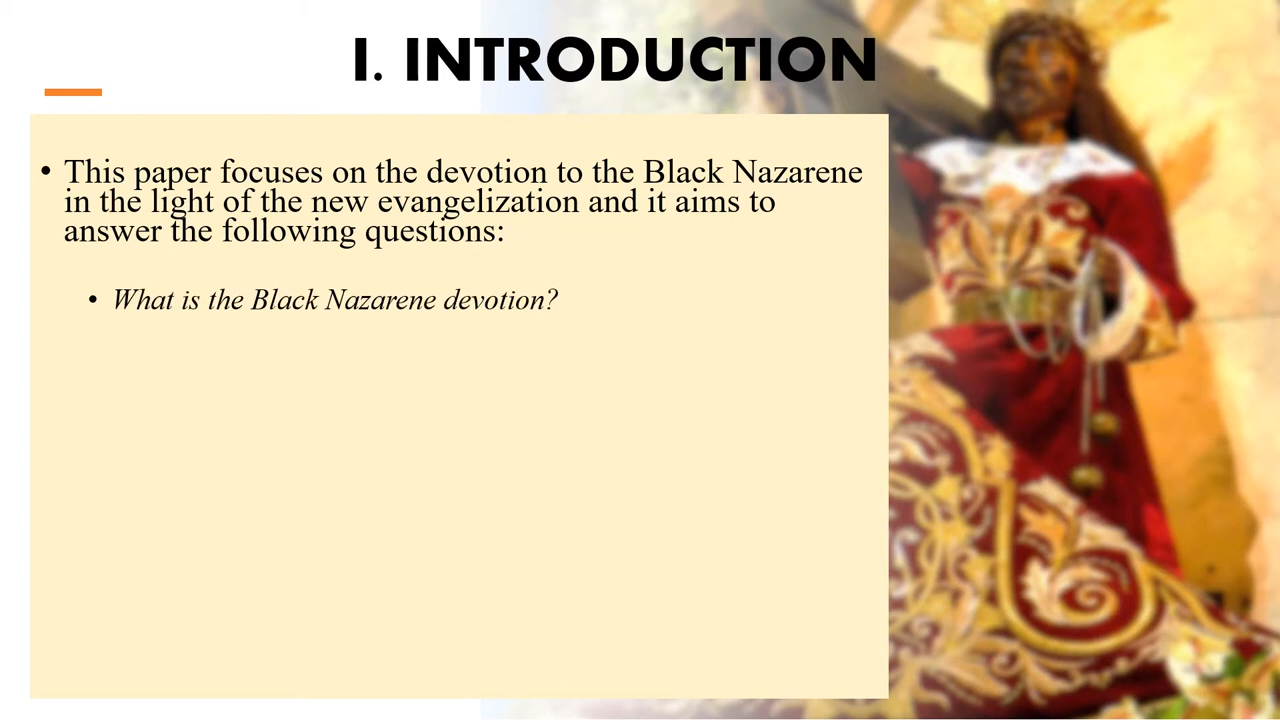 I. INTRODUCTION
• This paper focuses on the devotion to the Black Nazarene
in the light of the new evangelization and it aims to
answer the following questions:
• What is the Black Nazarene devotion?